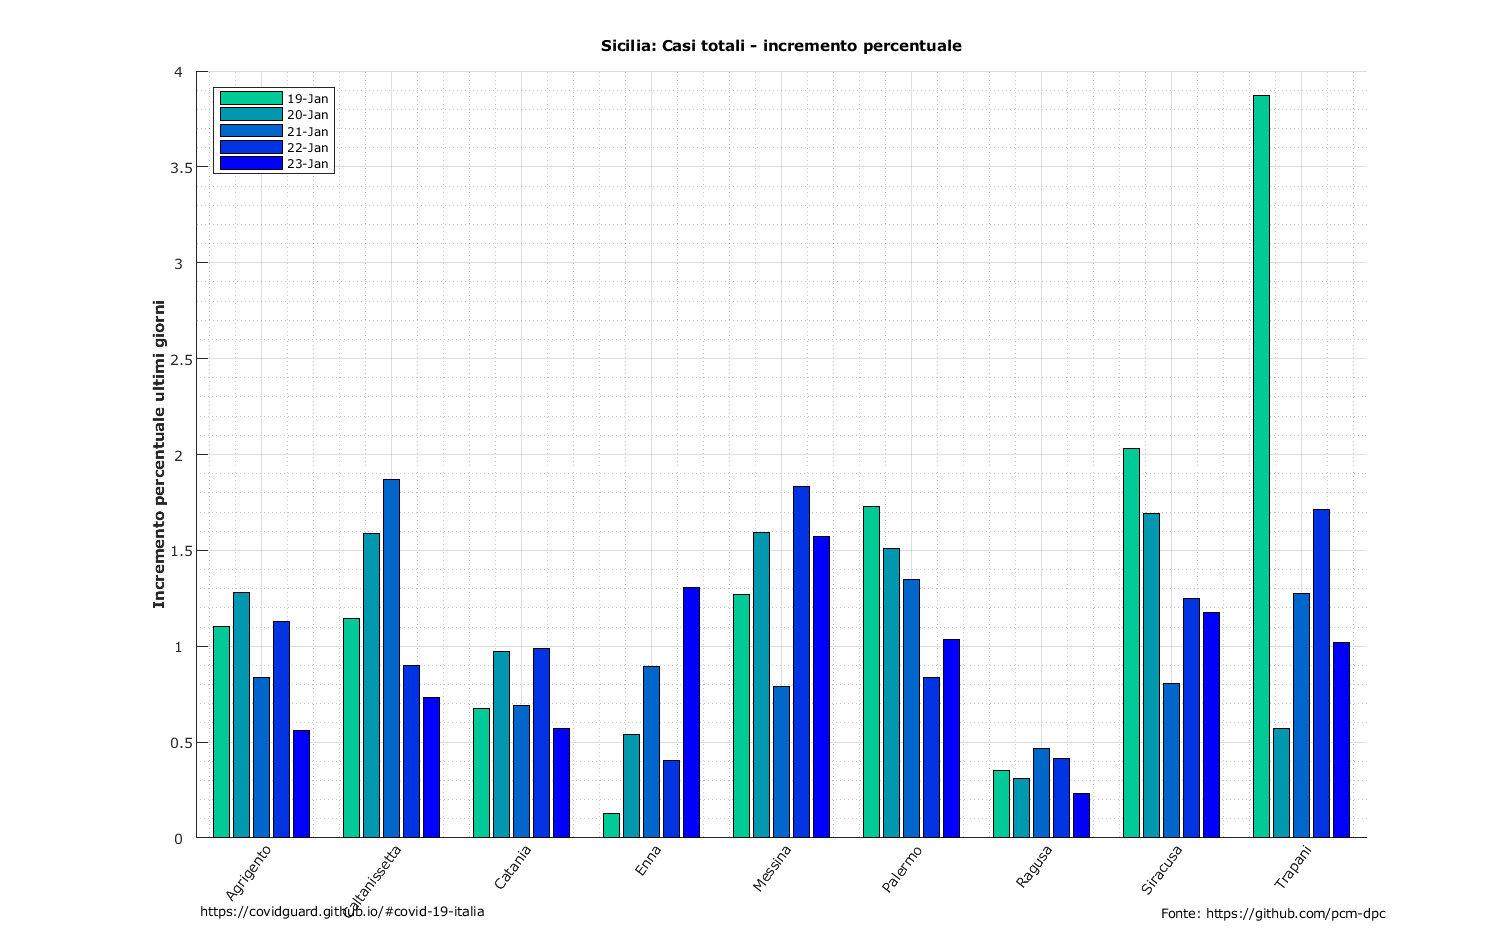 Sicilia: Casi totali - incremento percentuale
Incremento percentuale ultimi giorni
4
3.5
3
2.5
2
1.5
1
0.5
0
19-Jan
20-Jan
21-Jan
22-Jan
23-Jan
Agrigento
Caltanissetta
Catania
Enna
Messina
Palermo
Ragusa
Siracusa
Trapani
https://covidguard.github.io/#covid-19-italia
Fonte: https://github.com/pcm-dpc